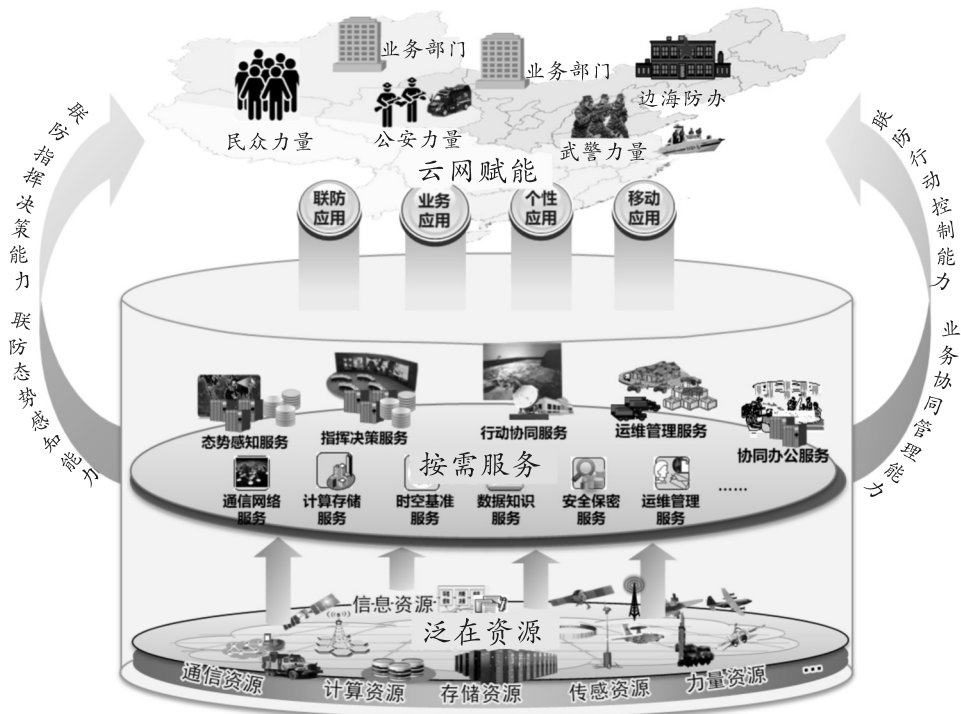 业务部门
业务部门
民众力量
公安力量
武警力量
边海防办
云网赋能
联防指挥决策能力
联防态势感知能力
联防行动控制能力
业务协同管理能力
联防
应用
业务
应用
个性
应用
移动
应用
态势感知服务
指挥决策服务
行动协同服务
运维管理服务
协同办公服务
按需服务
通信网络
服务
计算存储
服务
时空基准
服务
数据知识
服务
安全保密
服务
运维管理
服务
……
信息资源
泛在资源
通信资源
计算资源
存储资源
传感资源
力量资源
...